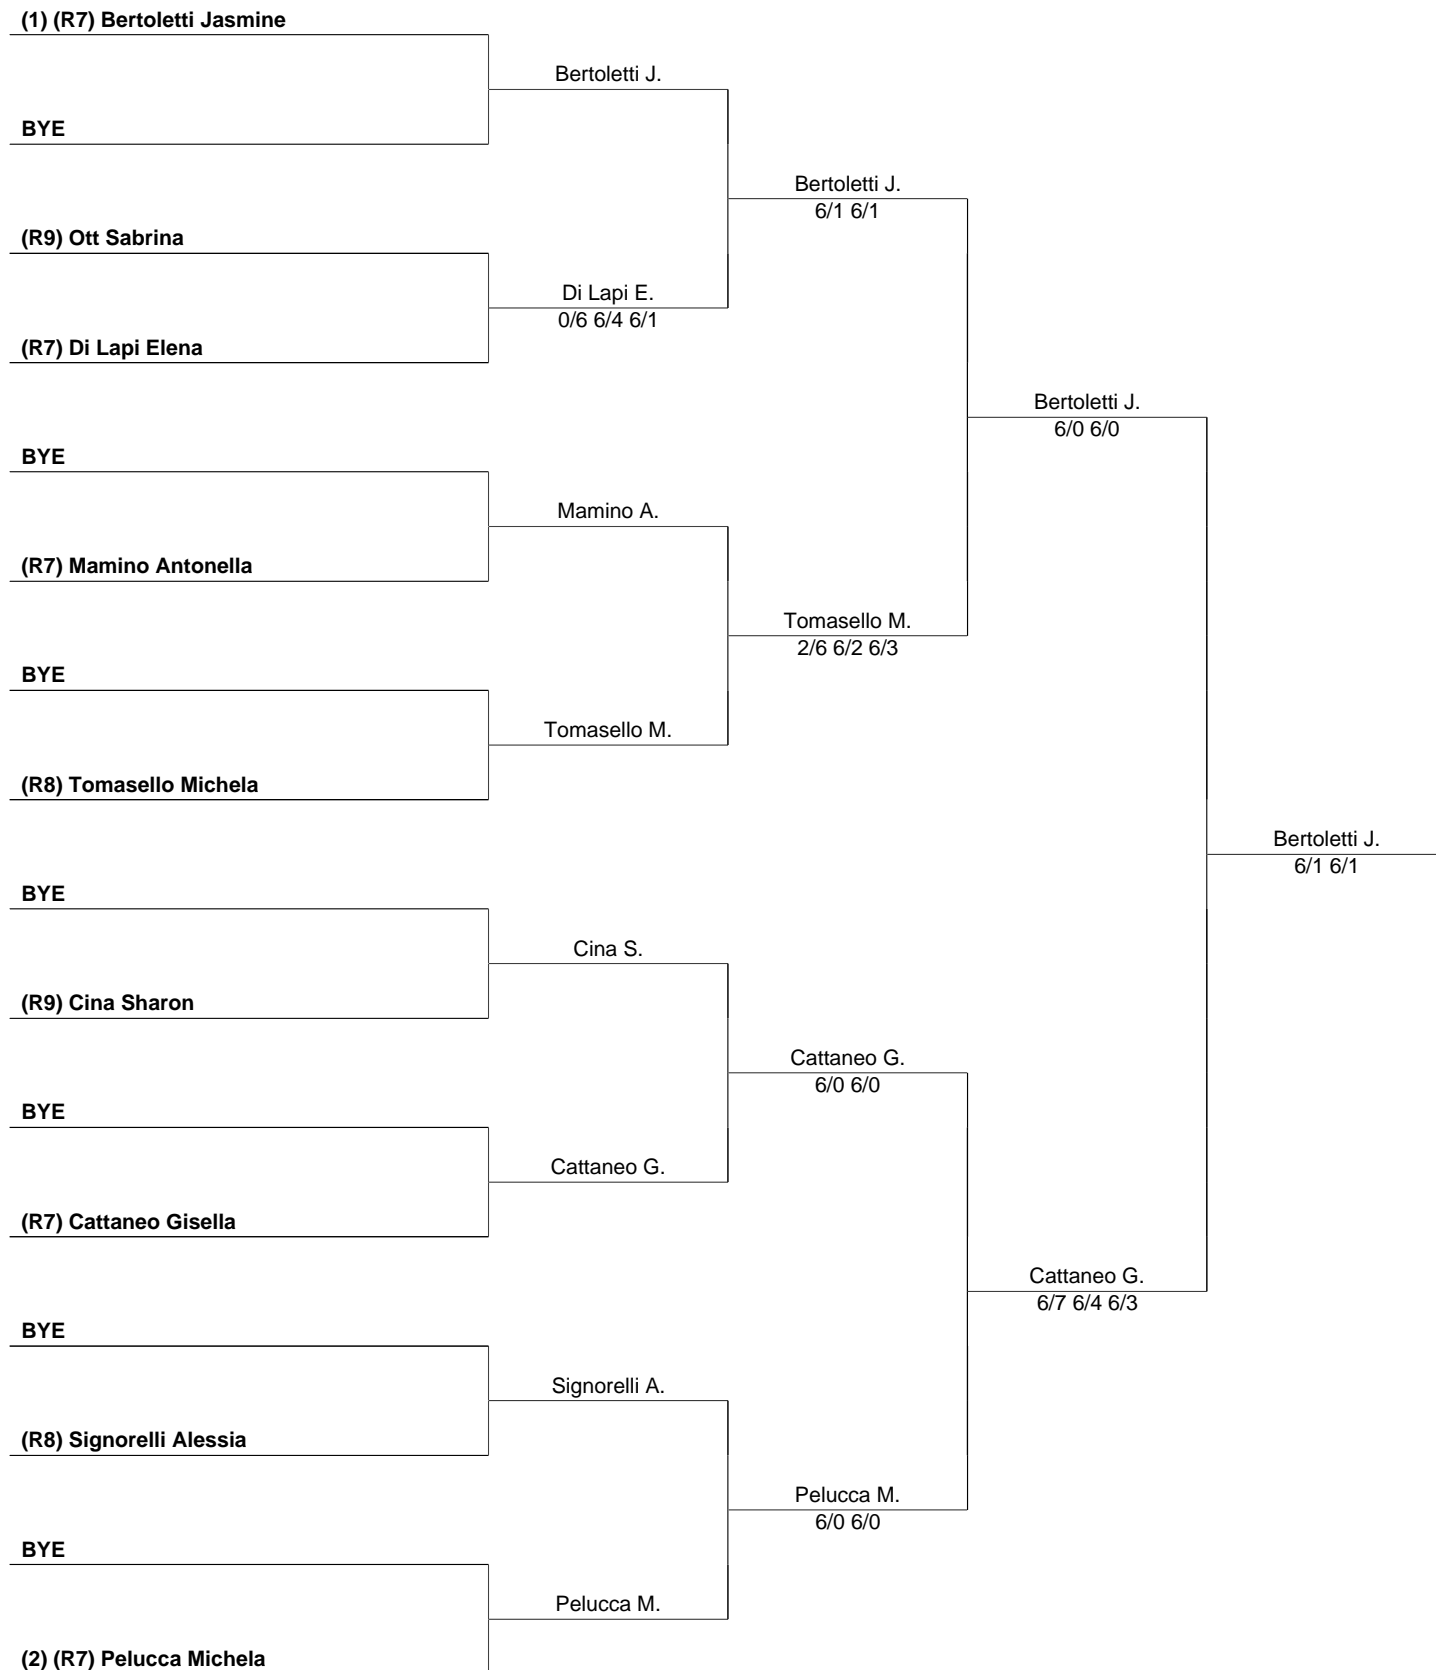 (1) (R7) Bertoletti Jasmine
Bertoletti J.
BYE
Bertoletti J.
6/1 6/1
(R9) Ott Sabrina
Di Lapi E.
0/6 6/4 6/1
(R7) Di Lapi Elena
Bertoletti J.
6/0 6/0
BYE
Mamino A.
(R7) Mamino Antonella
Tomasello M.
2/6 6/2 6/3
BYE
Tomasello M.
(R8) Tomasello Michela
Bertoletti J.
6/1 6/1
BYE
Cina S.
(R9) Cina Sharon
Cattaneo G.
6/0 6/0
BYE
Cattaneo G.
(R7) Cattaneo Gisella
Cattaneo G.
6/7 6/4 6/3
BYE
Signorelli A.
(R8) Signorelli Alessia
Pelucca M.
6/0 6/0
BYE
Pelucca M.
(2) (R7) Pelucca Michela